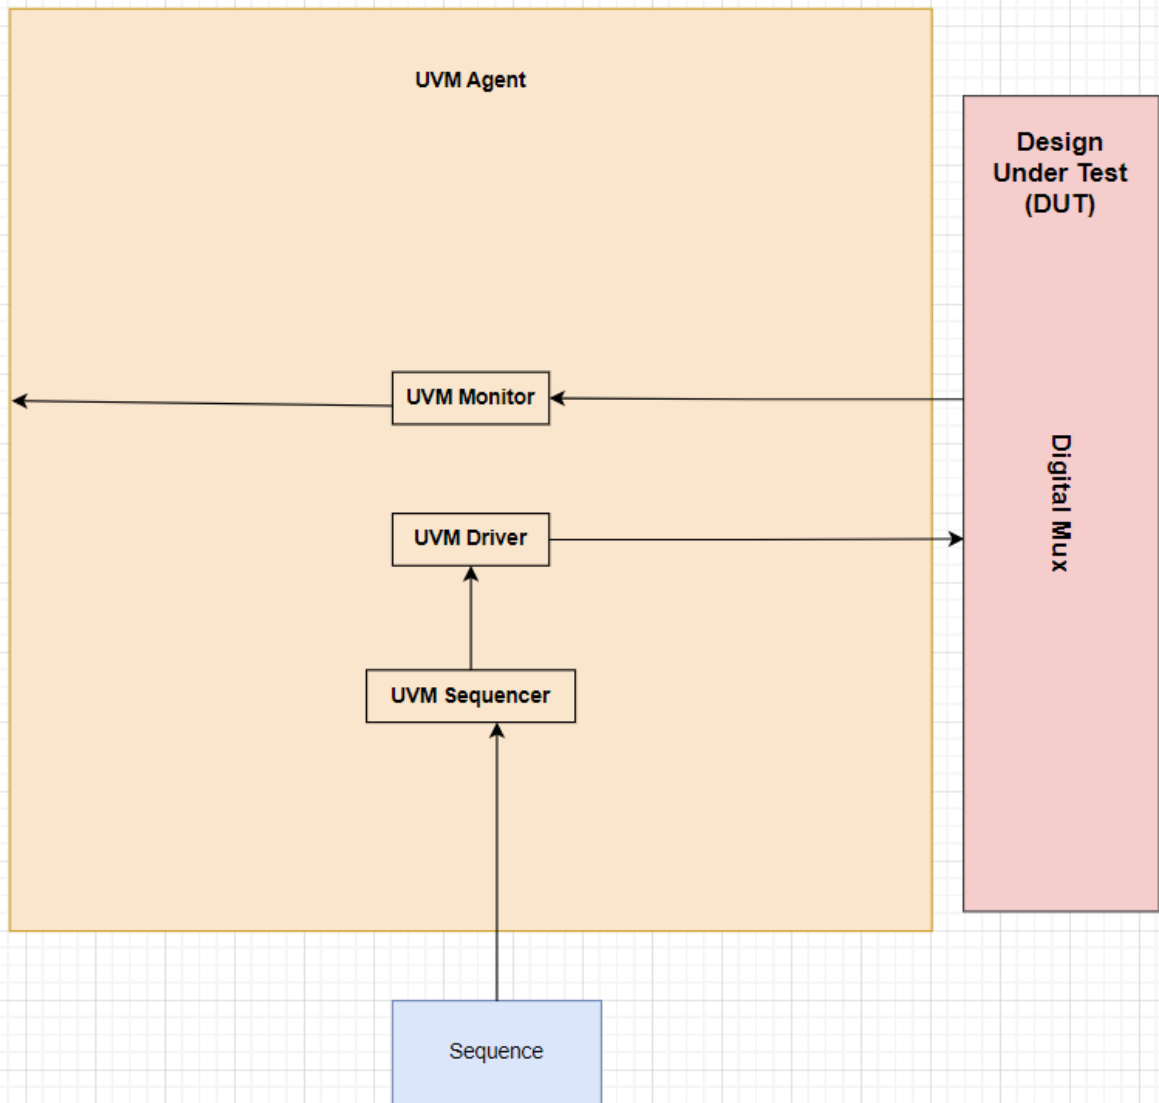 UVM Agent
Design
Under Test
(DUT)
UVM Monitor
Digital Mux
UVM Driver
UVM Sequencer
Sequence